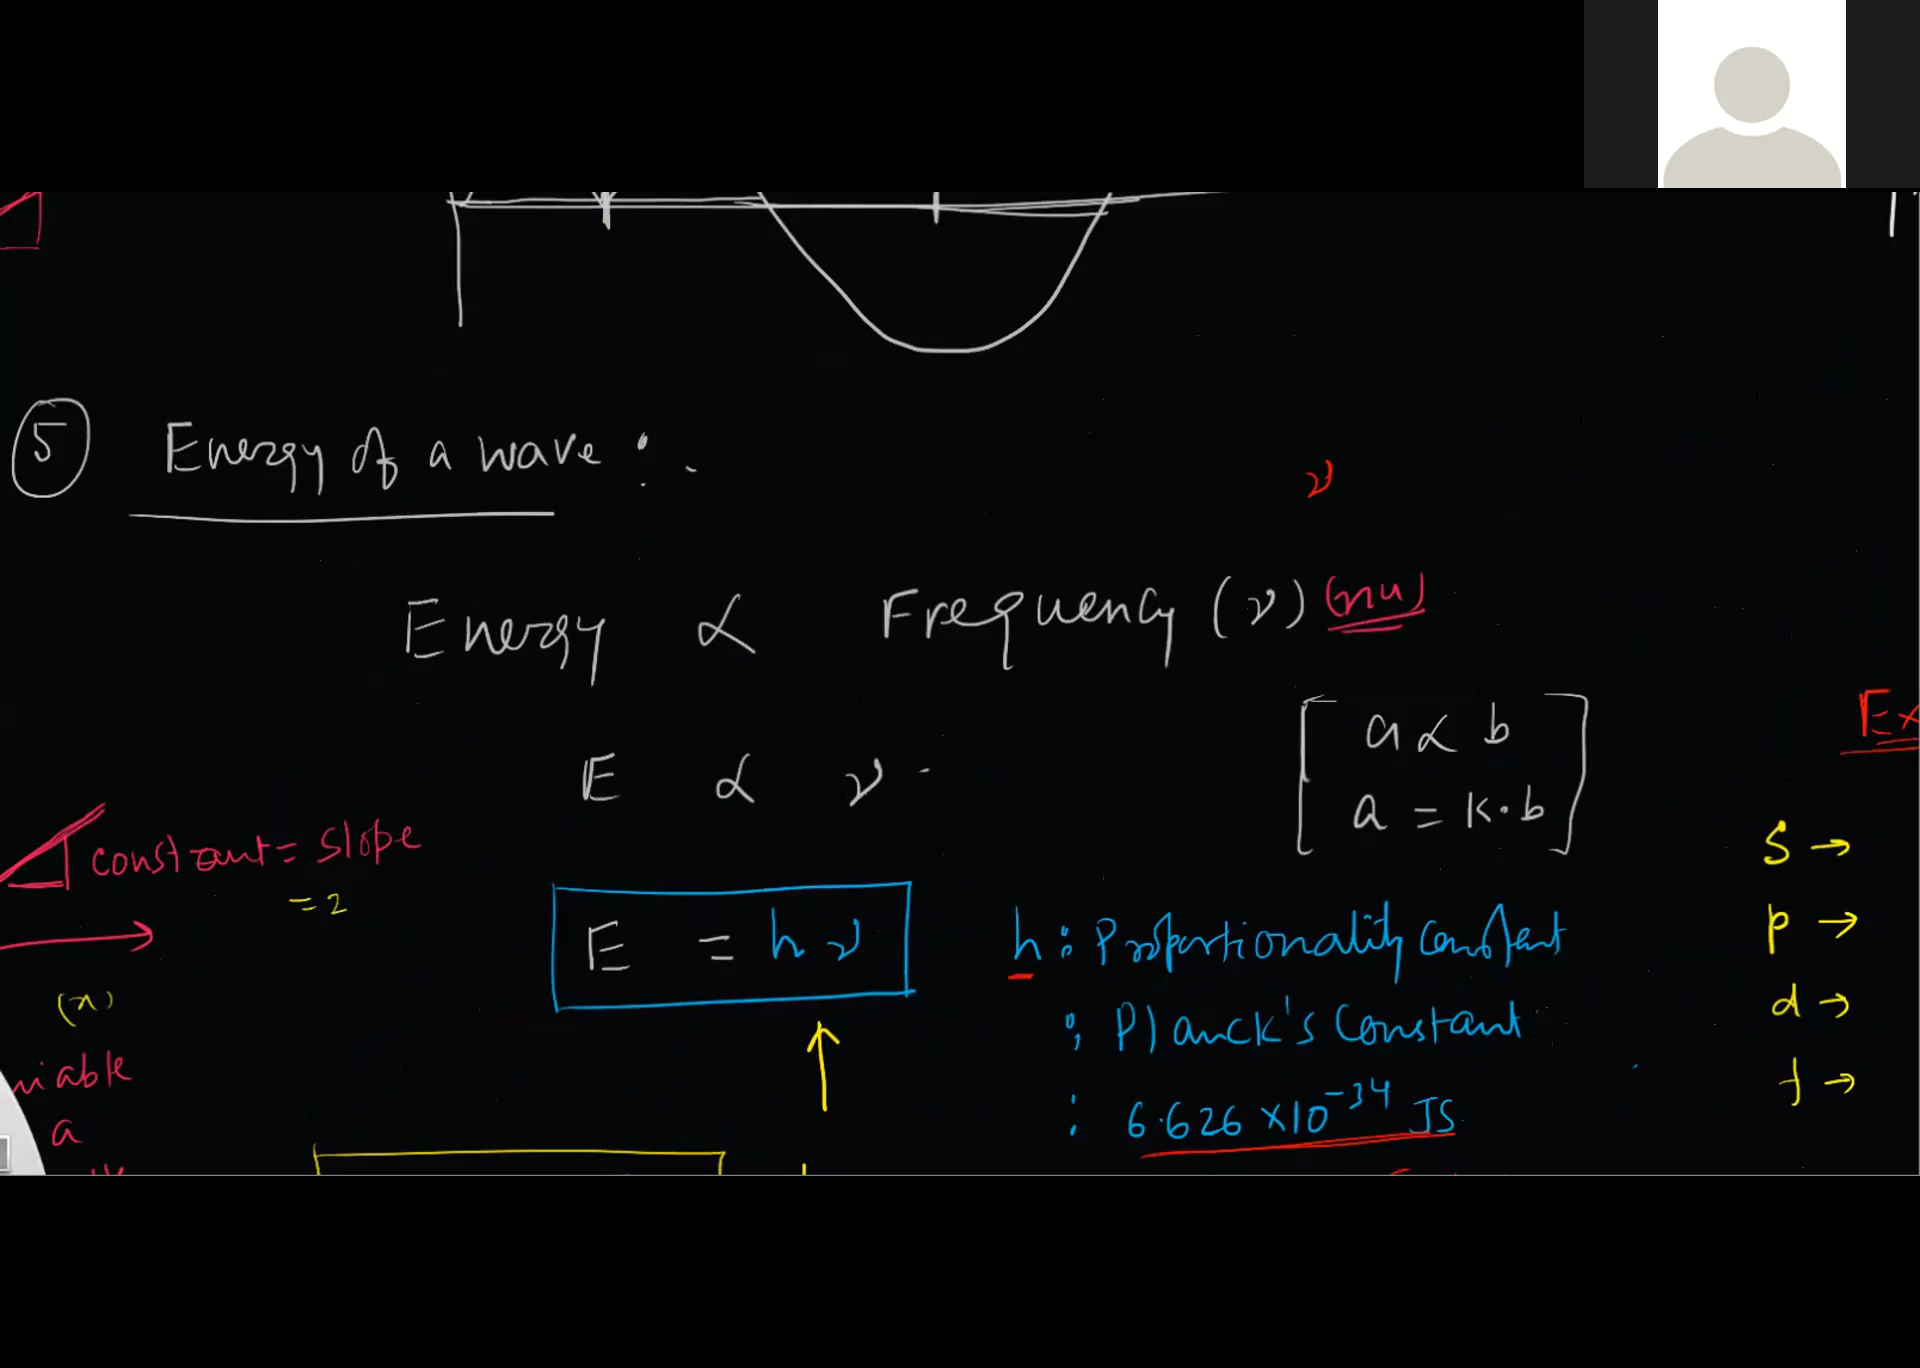 5 Energy of a wave :
ν
Energy ∝ Frequency (ν) (nu)
E ∝ ν
[ a ∝ b
a = k·b ]
constant = slope
= 2
E = hν
h : Proportionality constant
: Planck's Constant
: 6.626 ×10⁻³⁴ JS
(x)
a
Ex
s →
p →
d →
f →